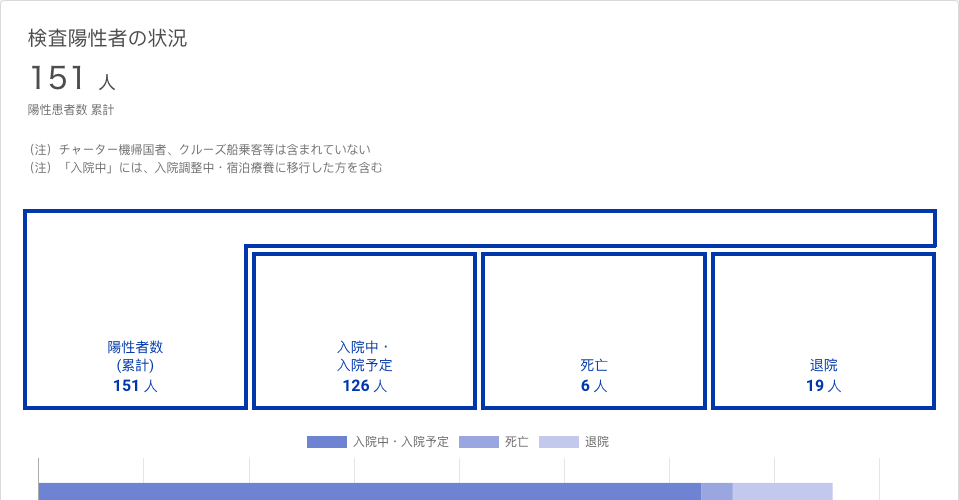 検査陽性者の状況
151 人
陽性患者数 累計
（注）チャーター機帰国者、クルーズ船乗客等は含まれていない
（注）「入院中」には、入院調整中・宿泊療養に移行した方を含む
陽性者数
(累計)
151 人
入院中・
入院予定
126 人
死亡
6 人
退院
19 人
入院中・入院予定 死亡 退院